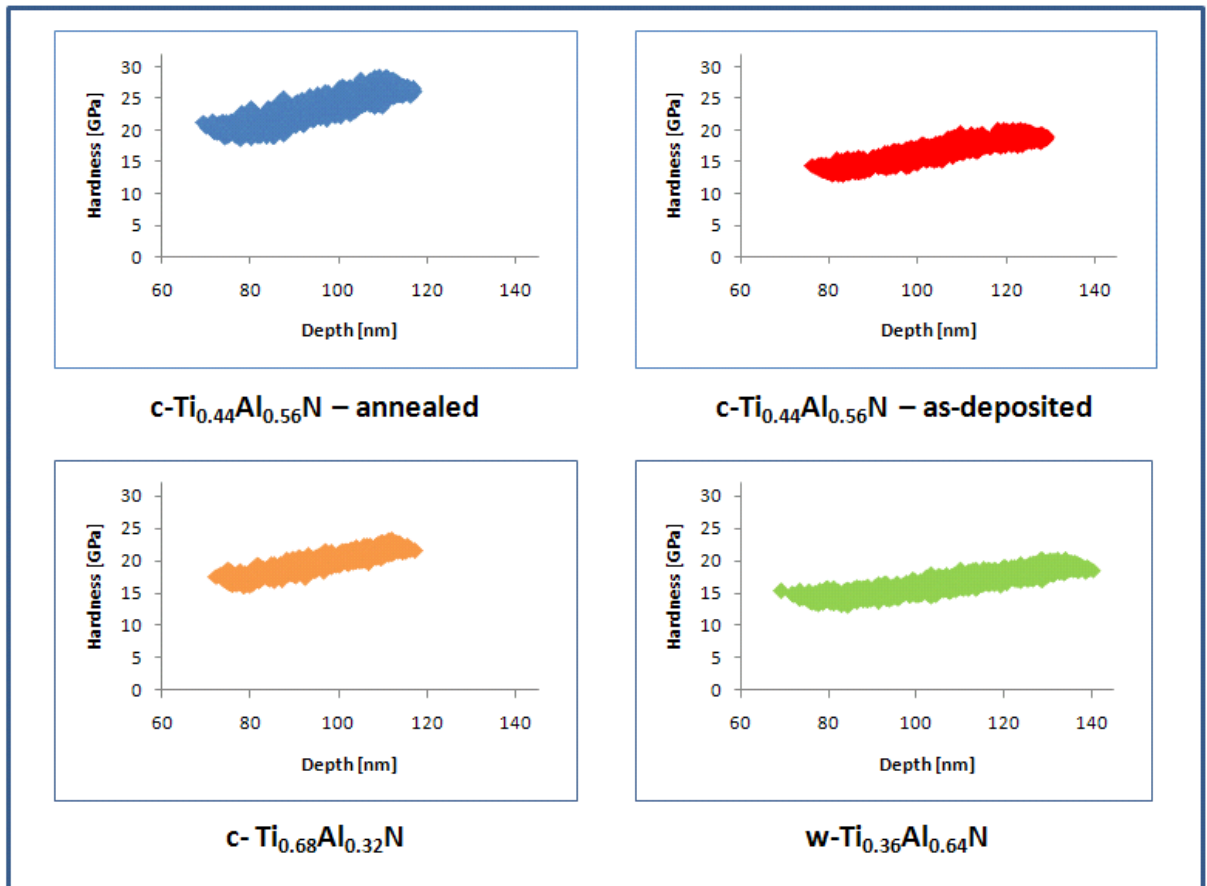 30
25
20
15
10
5
0
Hardness [GPa]
60 80 100 120 140
Depth [nm]
c-Ti0.44Al0.56N – annealed
30
25
20
15
10
5
0
Hardness [GPa]
60 80 100 120 140
Depth [nm]
c-Ti0.44Al0.56N – as-deposited
30
25
20
15
10
5
0
Hardness [GPa]
60 80 100 120 140
Depth [nm]
c- Ti0.68Al0.32N
30
25
20
15
10
5
0
Hardness [GPa]
60 80 100 120 140
Depth [nm]
w-Ti0.36Al0.64N